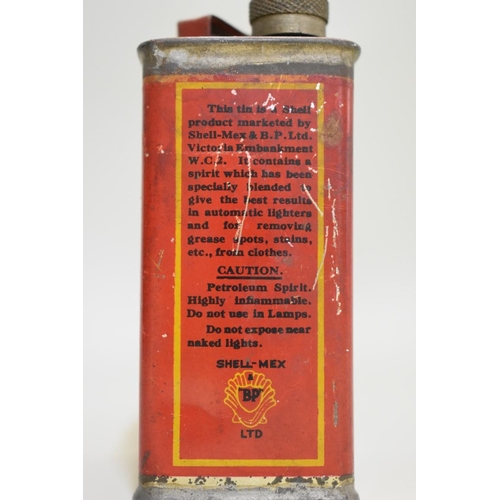 This tin is a Shell
product marketed by
Shell-Mex & B.P. Ltd.
Victoria Embankment
W.C.2. It contains a
spirit which has been
specially blended to
give the best results
in automatic lighters
and for removing
grease spots, stains,
etc., from clothes.
CAUTION.
Petroleum Spirit.
Highly inflammable.
Do not use in Lamps.
Do not expose near
naked lights.
SHELL-MEX
&
"BP"
LTD